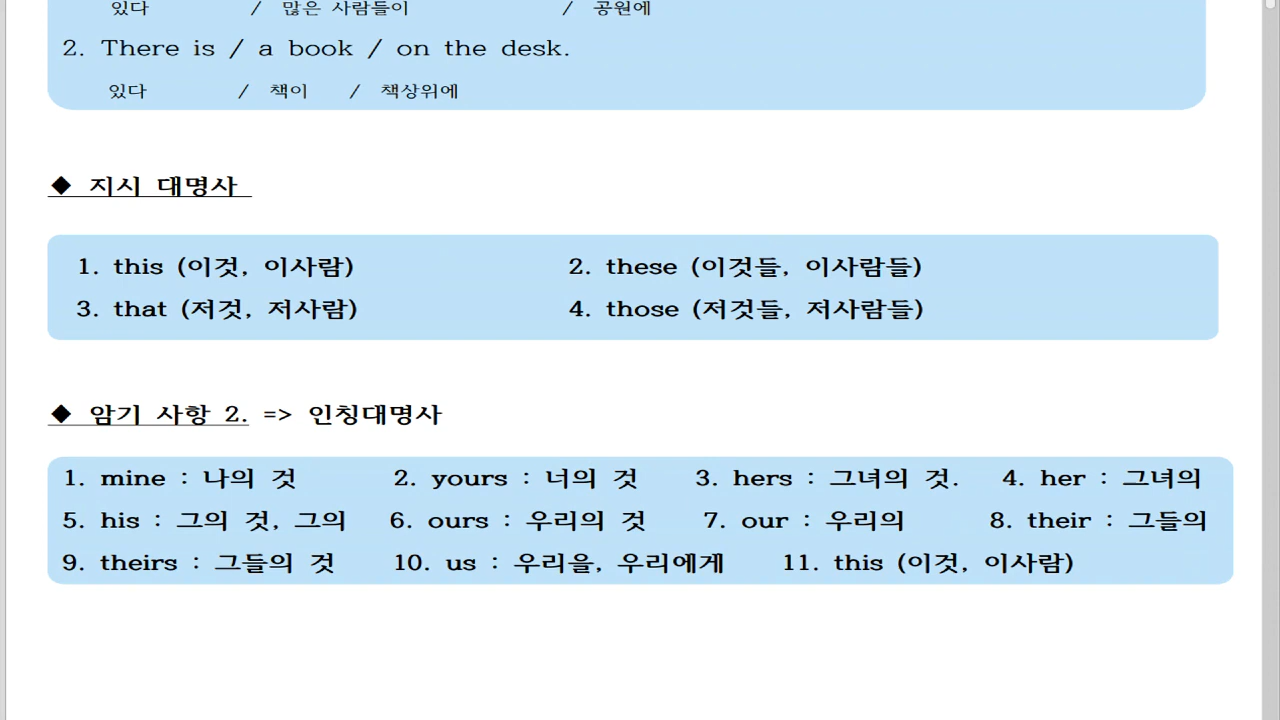 있다 / 많은 사람들이 / 공원에
2. There is / a book / on the desk.
있다 / 책이 / 책상위에
◆ 지시 대명사
1. this (이것, 이사람) 2. these (이것들, 이사람들)
3. that (저것, 저사람) 4. those (저것들, 저사람들)
◆ 암기 사항 2. => 인칭대명사
1. mine : 나의 것 2. yours : 너의 것 3. hers : 그녀의 것. 4. her : 그녀의
5. his : 그의 것, 그의 6. ours : 우리의 것 7. our : 우리의 8. their : 그들의
9. theirs : 그들의 것 10. us : 우리을, 우리에게 11. this (이것, 이사람)